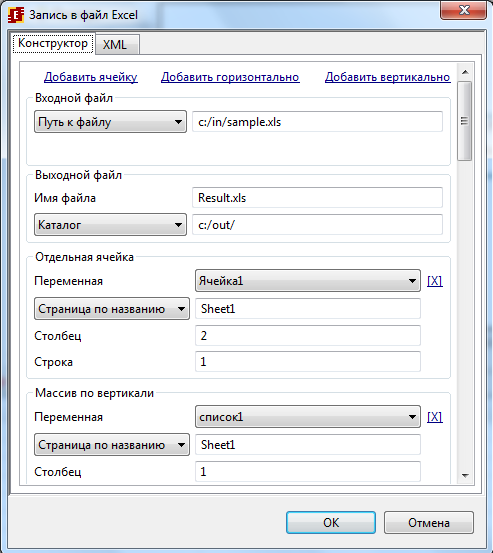 Запись в файл Excel
Конструктор XML
Добавить ячейку Добавить горизонтально Добавить вертикально
Входной файл
Путь к файлу c:/in/sample.xls
Выходной файл
Имя файла Result.xls
Каталог c:/out/
Отдельная ячейка
Переменная Ячейка1 [X]
Страница по названию Sheet1
Столбец 2
Строка 1
Массив по вертикали
Переменная список1 [X]
Страница по названию Sheet1
Столбец 1
OK Отмена